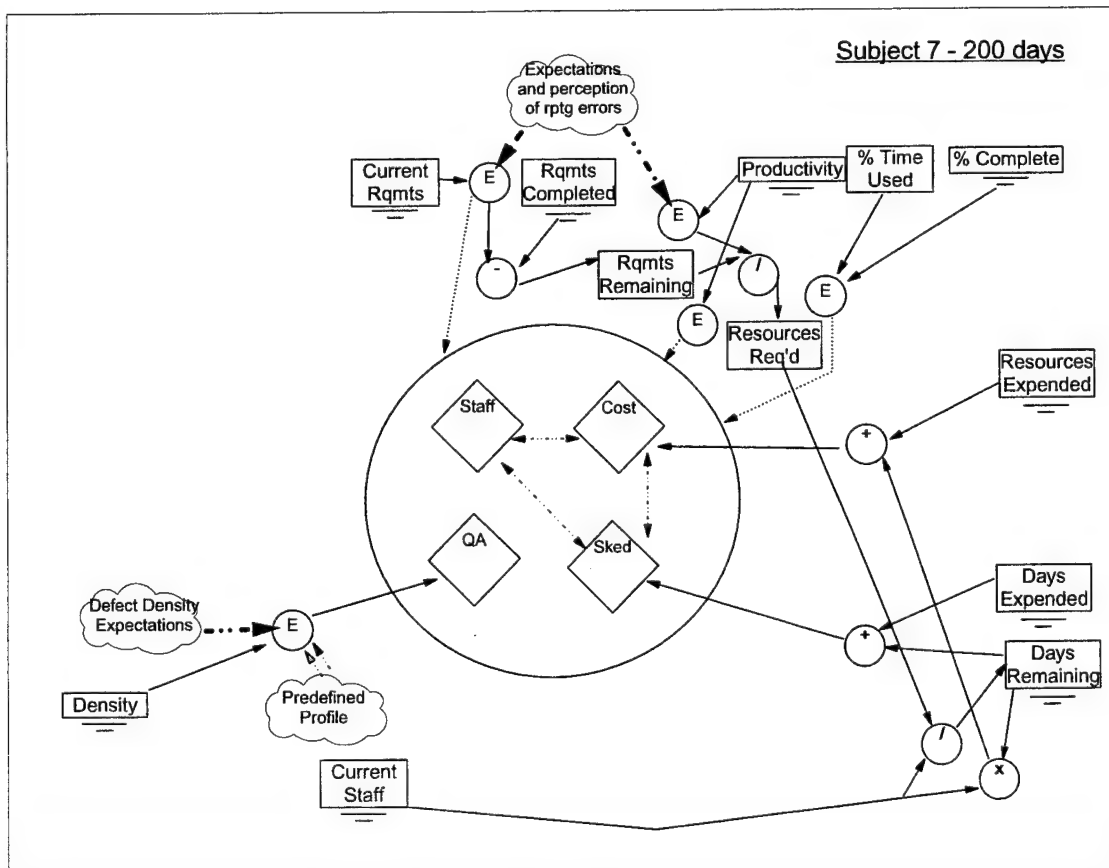 Subject 7 - 200 days
Expectations
and perception
of rptg errors
Current
Rqmts
E
Rqmts
Completed
E
Productivity
% Time
Used
% Complete
-
Rqmts
Remaining
/
E
E
Resources
Req'd
Resources
Expended
Staff
Cost
+
QA
Sked
Days
Expended
Defect Density
Expectations
E
+
Days
Remaining
Density
Predefined
Profile
/
x
Current
Staff